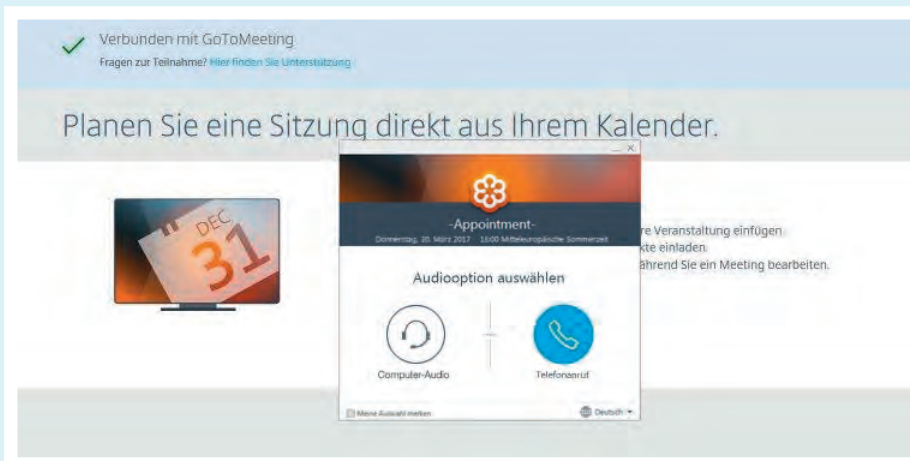 Verbunden mit GoToMeeting
Fragen zur Teilnahme? Hier finden Sie Unterstützung
Planen Sie eine Sitzung direkt aus Ihrem Kalender.
DEC
31
-Appointment-
Donnerstag, 30. März 2017 16:00 Mitteleuropäische Sommerzeit
re Veranstaltung einfügen
kte einladen.
ährend Sie ein Meeting bearbeiten.
Audiooption auswählen
Computer-Audio
Telefonanruf
Meine Auswahl merken
Deutsch